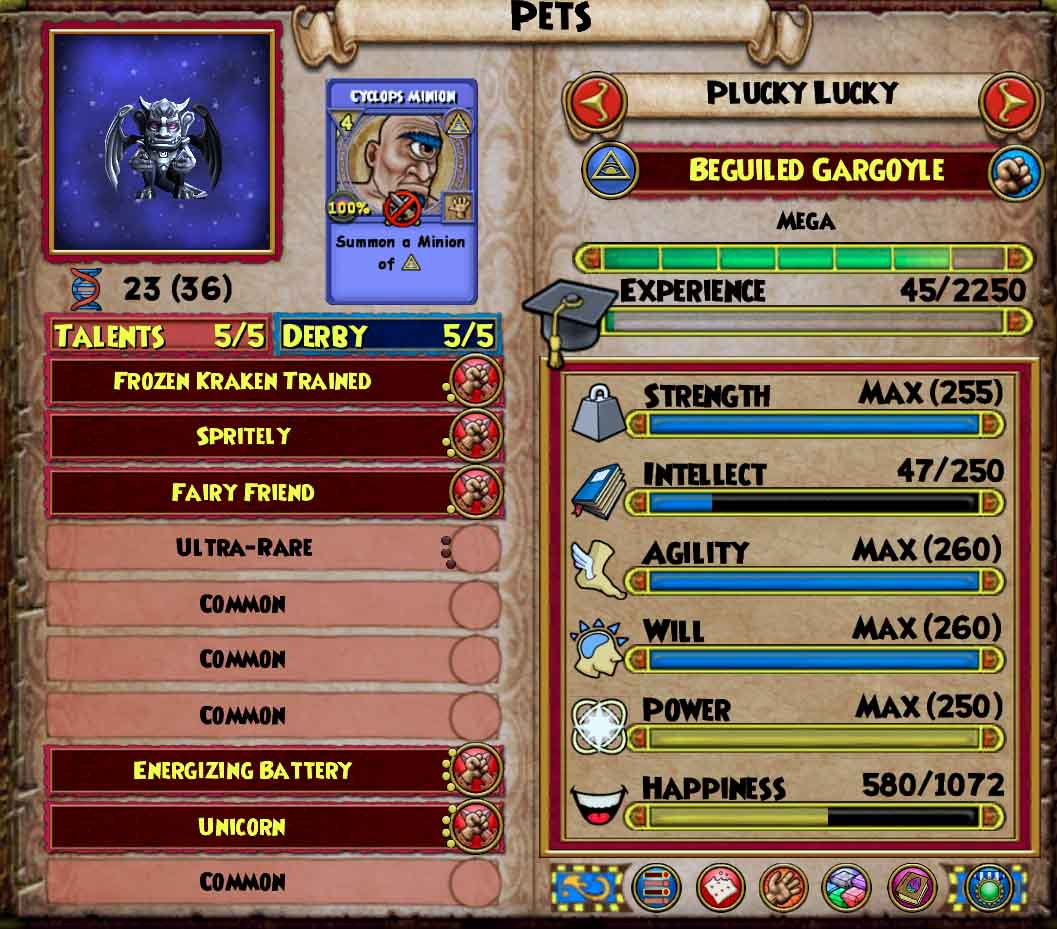 PETS
CYCLOPS MINION
4
100%
Summon a Minion
of
23 (36)
PLUCKY LUCKY
BEGUILED GARGOYLE
MEGA
EXPERIENCE 45/2250
TALENTS 5/5 DERBY 5/5
FROZEN KRAKEN TRAINED
SPRITELY
FAIRY FRIEND
ULTRA-RARE
COMMON
COMMON
COMMON
ENERGIZING BATTERY
UNICORN
COMMON
STRENGTH MAX (255)
INTELLECT 47/250
AGILITY MAX (260)
WILL MAX (260)
POWER MAX (250)
HAPPINESS 580/1072